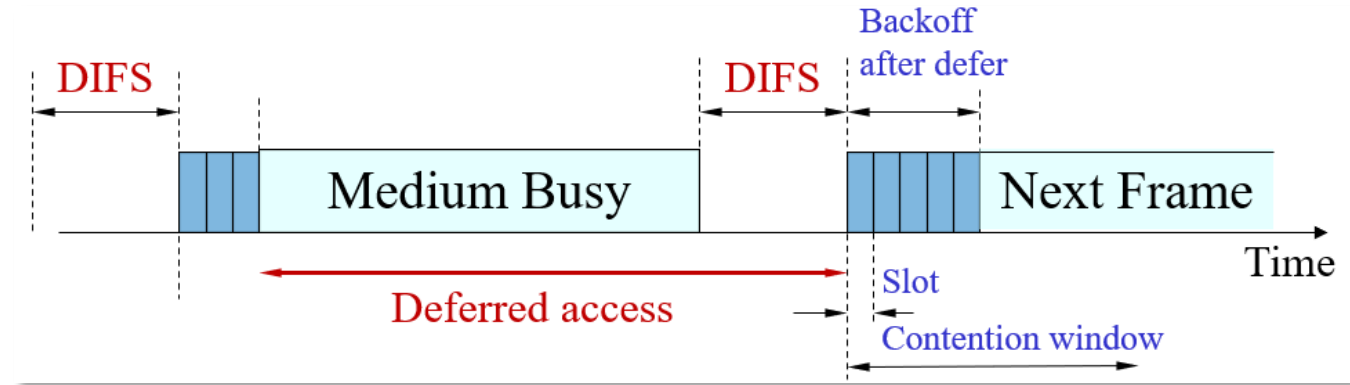 Backoff
after defer
DIFS
DIFS
Medium Busy
Next Frame
Time
Deferred access
Slot
Contention window